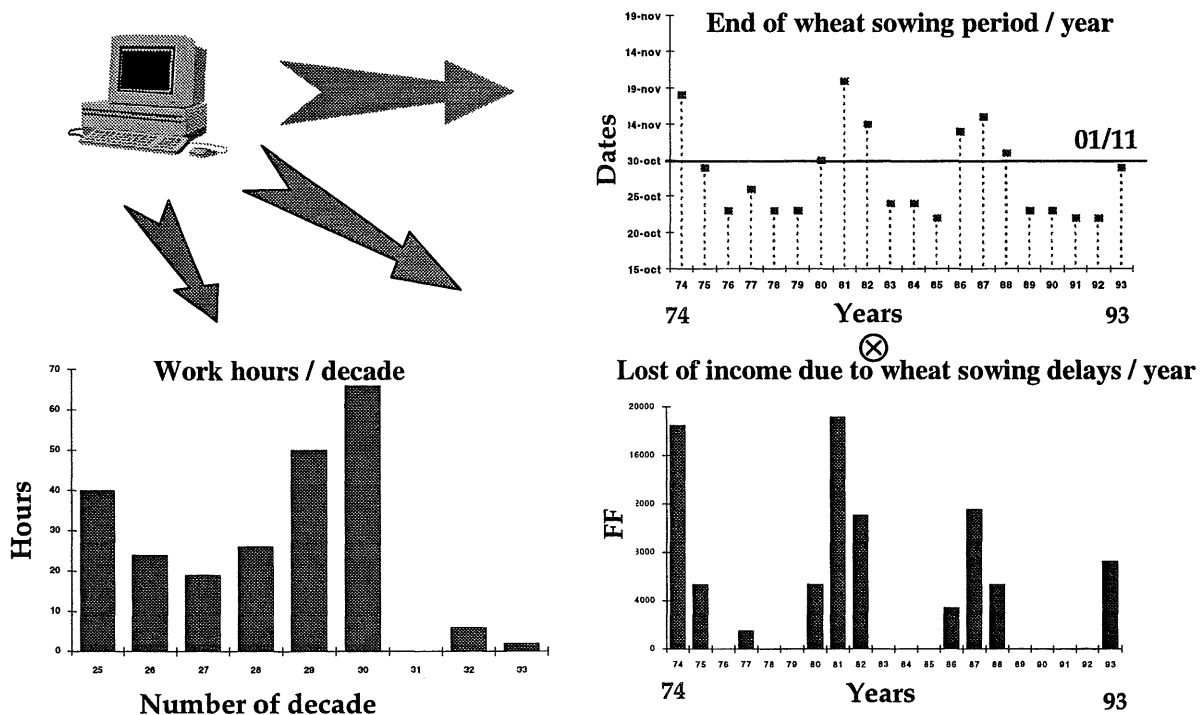 End of wheat sowing period / year
19-nov
14-nov
)9-nov
)4-nov
30-oct
25-oct
20-oct
15-oct
Dates
01/11
74 75 76 77 78 79 80 81 82 83 84 85 86 87 88 89 90 91 92 93
74 Years 93
Work hours / decade
70
60
50
40
30
20
10
0
Hours
25 26 27 28 29 30 31 32 33
Number of decade
Lost of income due to wheat sowing delays / year
20000
16000
2000
3000
4000
0
FF
74 75 76 77 78 79 80 81 82 83 84 85 86 87 88 89 90 91 92 93
74 Years 93